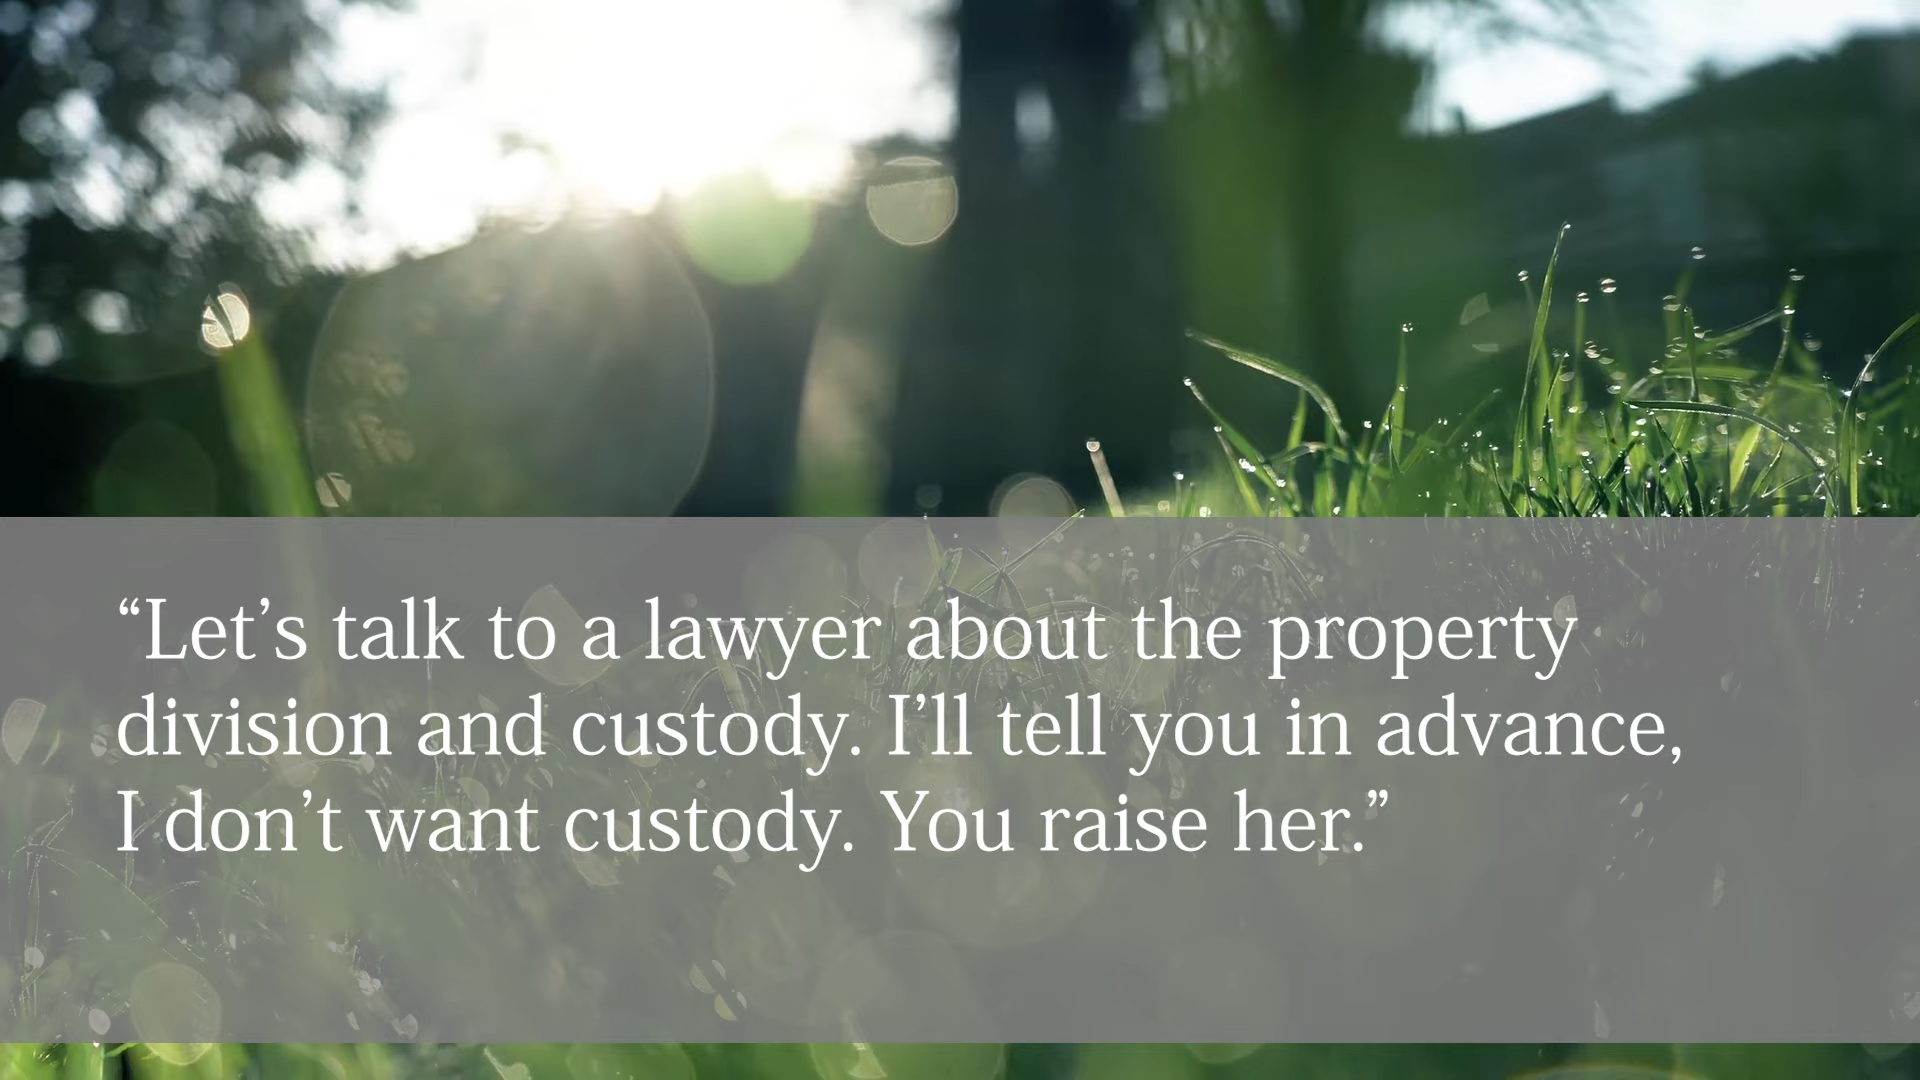 “Let’s talk to a lawyer about the property
division and custody. I’ll tell you in advance,
I don’t want custody. You raise her.”